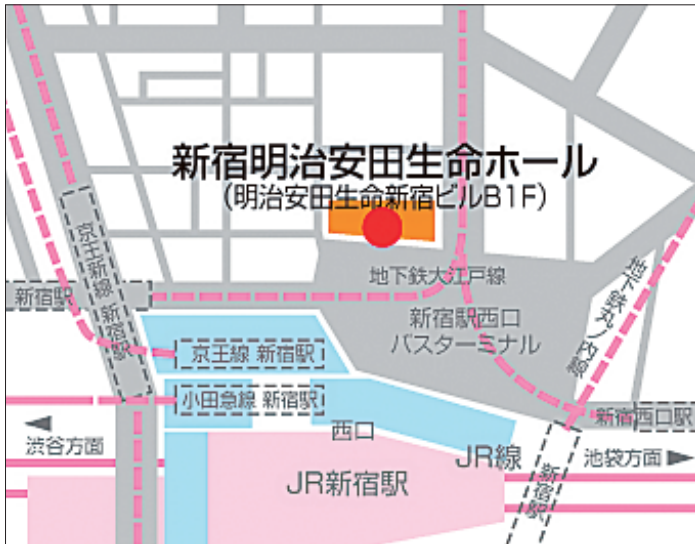 新宿明治安田生命ホール
(明治安田生命新宿ビルB1F)
京王新線 新宿駅
地下鉄大江戸線
地下鉄丸ノ内線
新宿駅
新宿駅西口
バスターミナル
京王線 新宿駅
小田急線 新宿駅
新宿西口駅
西口
渋谷方面
JR線
池袋方面
新宿駅
JR新宿駅